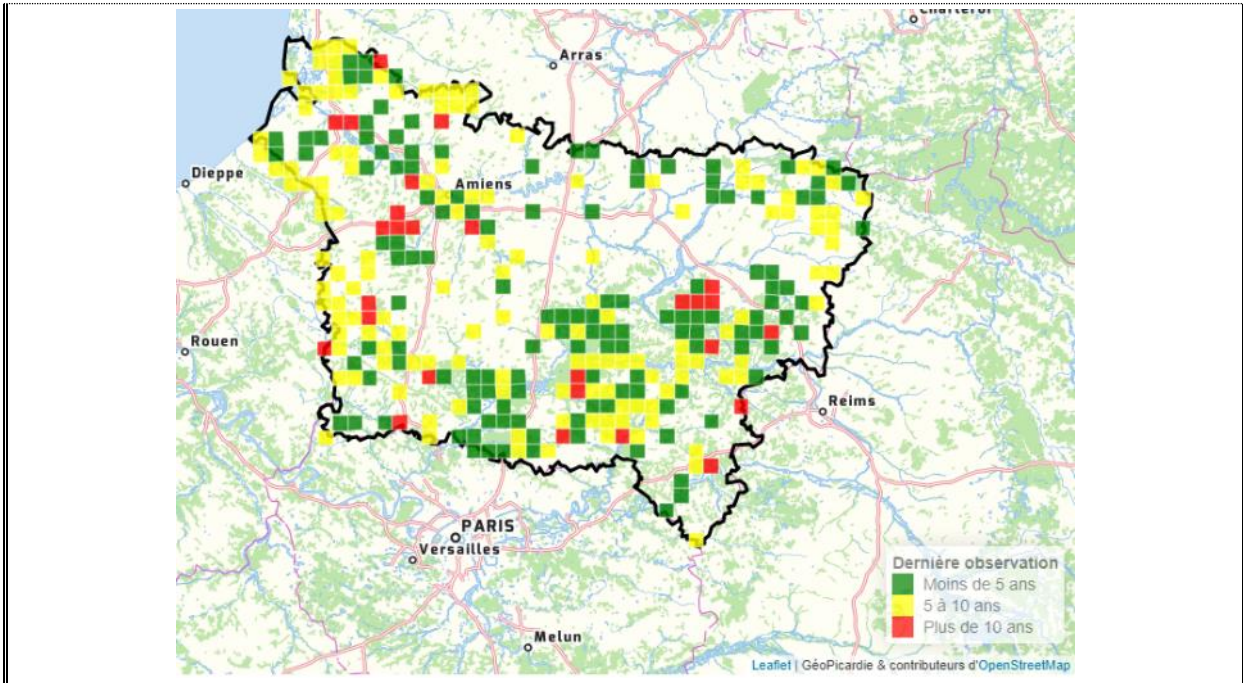 Arras
Dieppe
Amiens
Rouen
Reims
PARIS
Versailles
Dernière observation
Moins de 5 ans
5 à 10 ans
Plus de 10 ans
Melun
Leaflet | GéoPicardie & contributeurs d'OpenStreetMap